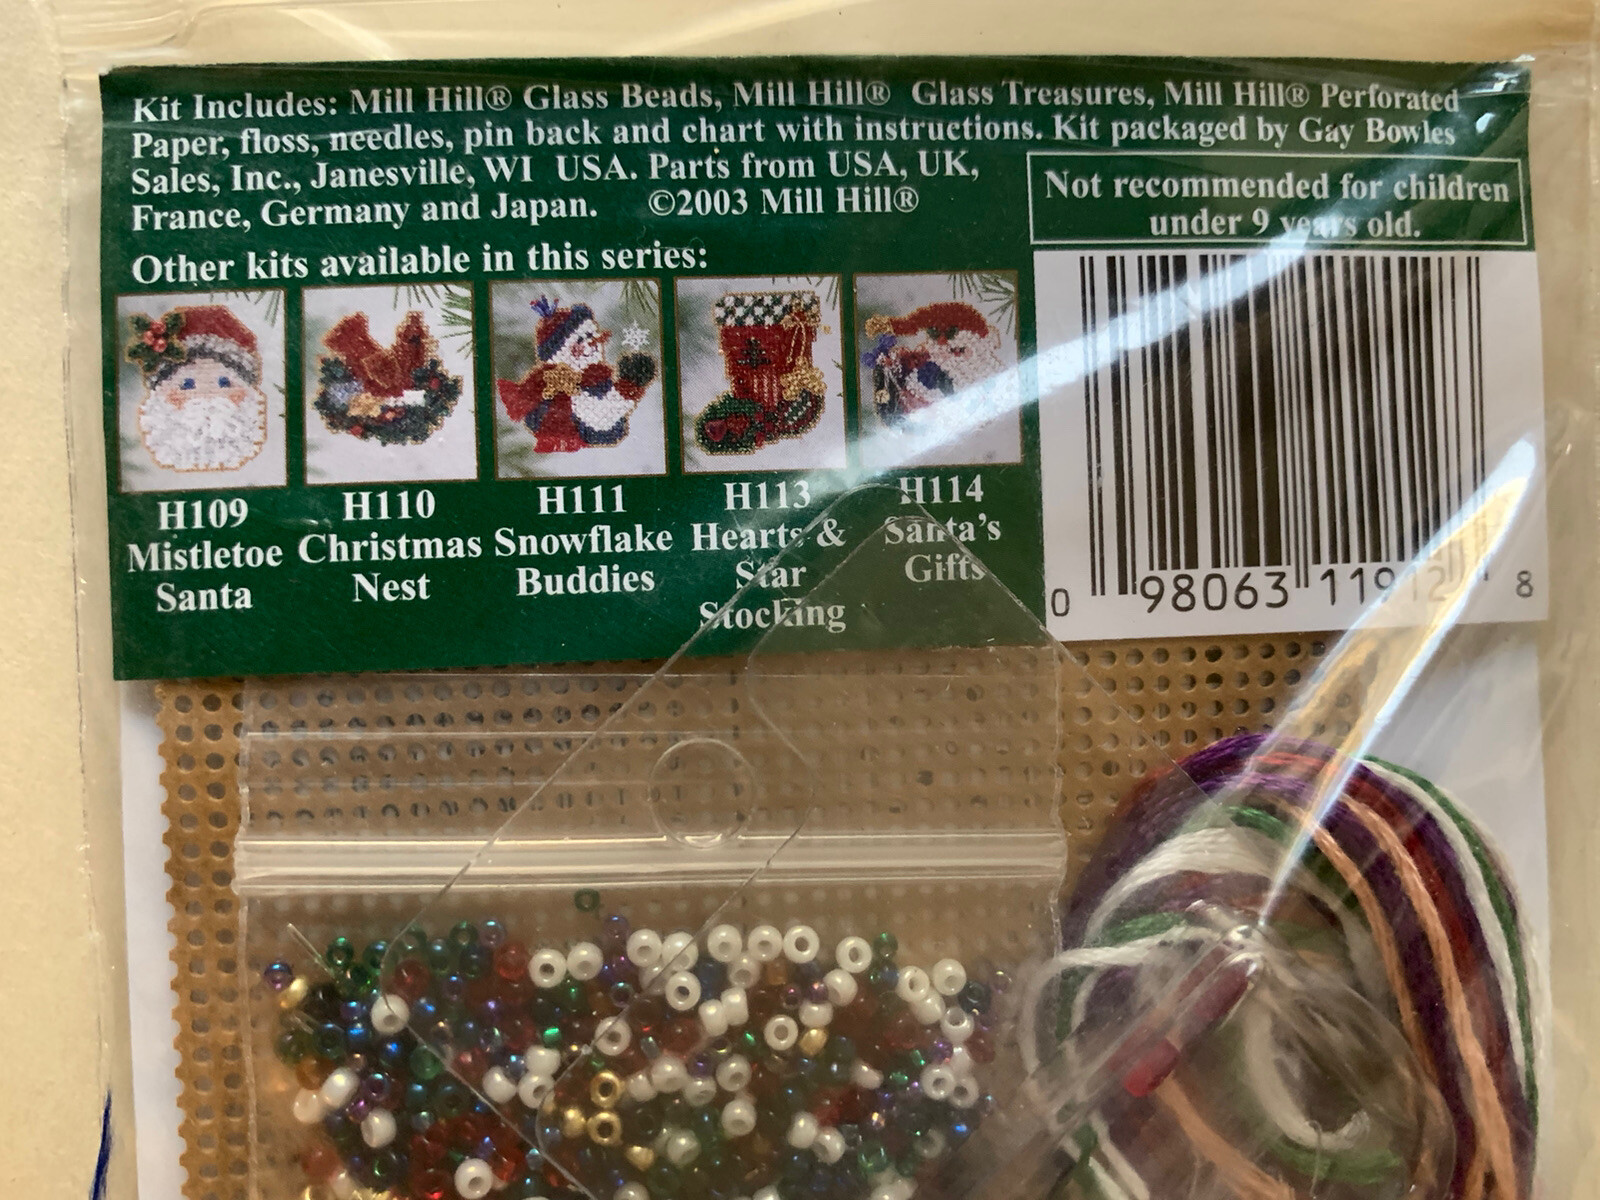 Kit Includes: Mill Hill® Glass Beads, Mill Hill® Glass Treasures, Mill Hill® Perforated
Paper, floss, needles, pin back and chart with instructions. Kit packaged by Gay Bowles
Sales, Inc., Janesville, WI USA. Parts from USA, UK,
France, Germany and Japan. ©2003 Mill Hill®
Not recommended for children
under 9 years old.
Other kits available in this series:
H109
Mistletoe
Santa
H110
Christmas
Nest
H111
Snowflake
Buddies
H113
Hearts &
Star
Stocking
H114
Santa's
Gifts
0 98063 11912 8